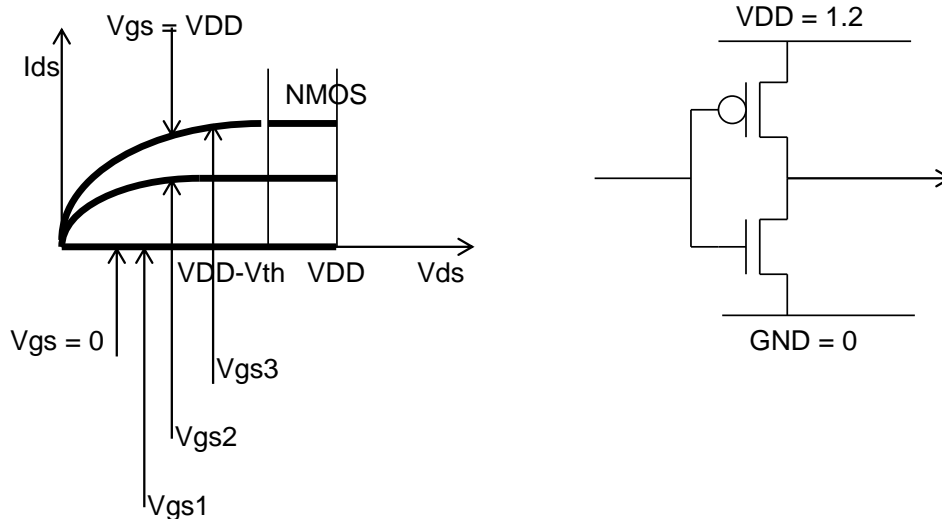 Vgs = VDD
Ids
NMOS
VDD-Vth
VDD
Vds
Vgs = 0
Vgs3
Vgs2
Vgs1
VDD = 1.2
GND = 0